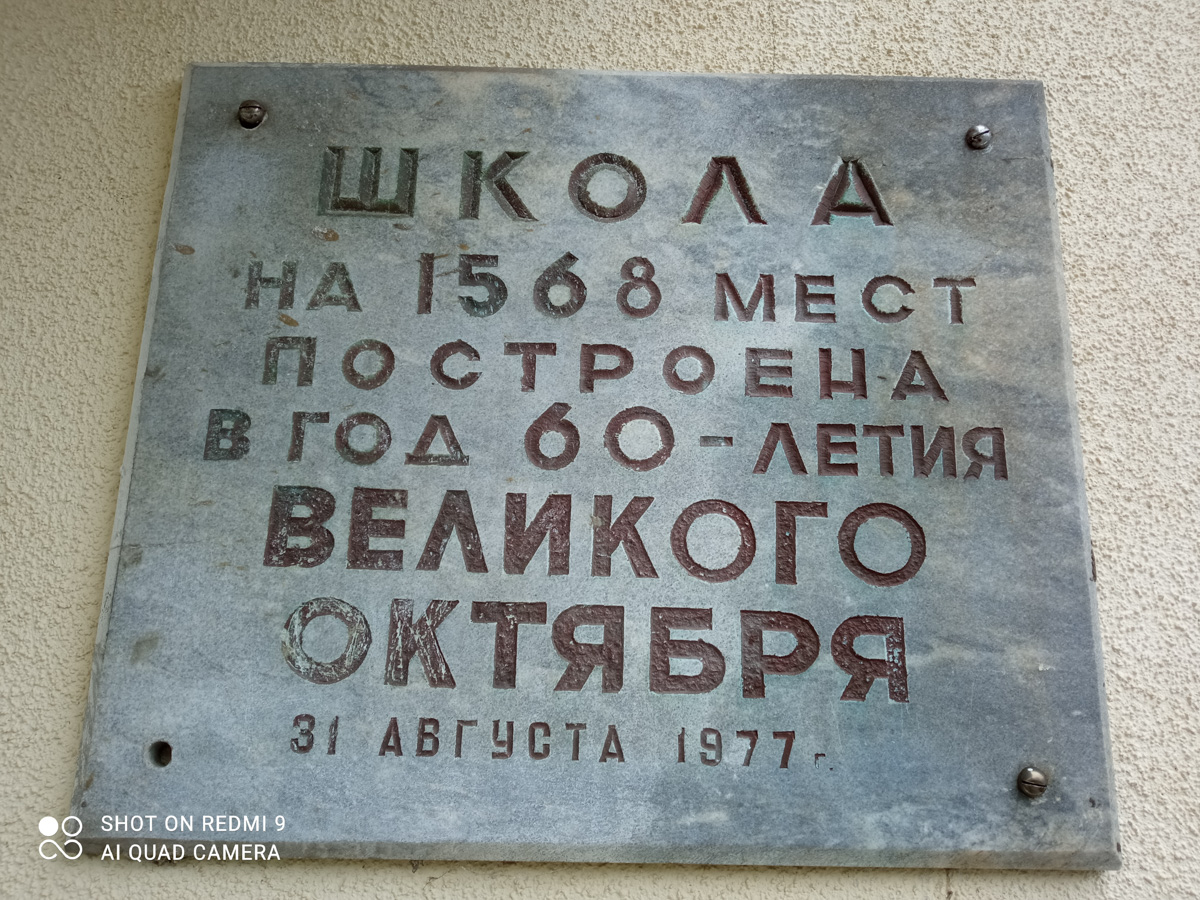 ШКОЛА
НА 1568 МЕСТ
ПОСТРОЕНА
В ГОД 60-ЛЕТИЯ
ВЕЛИКОГО
ОКТЯБРЯ
31 АВГУСТА 1977 г.
SHOT ON REDMI 9
AI QUAD CAMERA